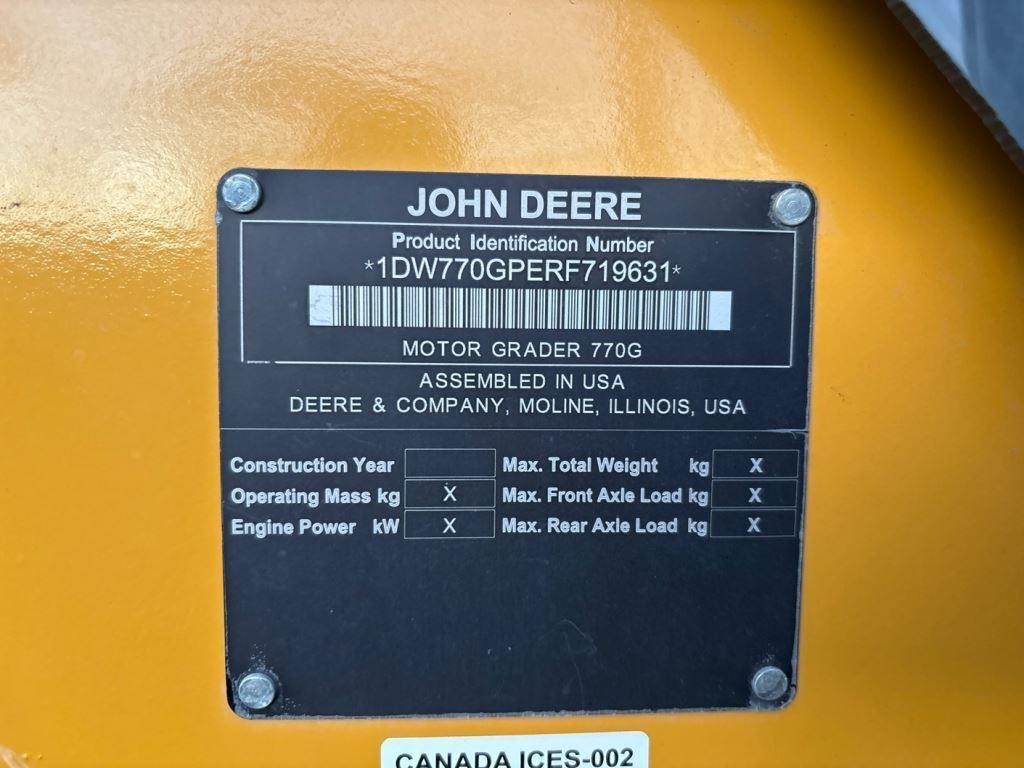 JOHN DEERE
Product Identification Number
*1DW770GPERF719631*
MOTOR GRADER 770G
ASSEMBLED IN USA
DEERE & COMPANY, MOLINE, ILLINOIS, USA
Construction Year Max. Total Weight kg X
Operating Mass kg X Max. Front Axle Load kg X
Engine Power kW X Max. Rear Axle Load kg X
CANADA ICES-002